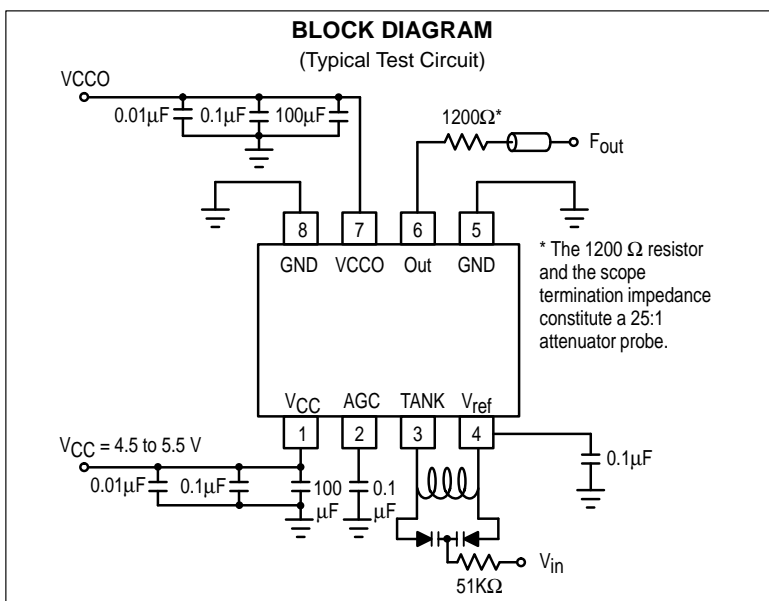 BLOCK DIAGRAM
(Typical Test Circuit)
VCCO
0.01μF
0.1μF
100μF
1200Ω*
Fout
8
7
6
5
GND
VCCO
Out
GND
* The 1200 Ω resistor
and the scope
termination impedance
constitute a 25:1
attenuator probe.
VCC
AGC
TANK
Vref
1
2
3
4
VCC = 4.5 to 5.5 V
0.01μF
0.1μF
100
μF
0.1
μF
0.1μF
Vin
51KΩ